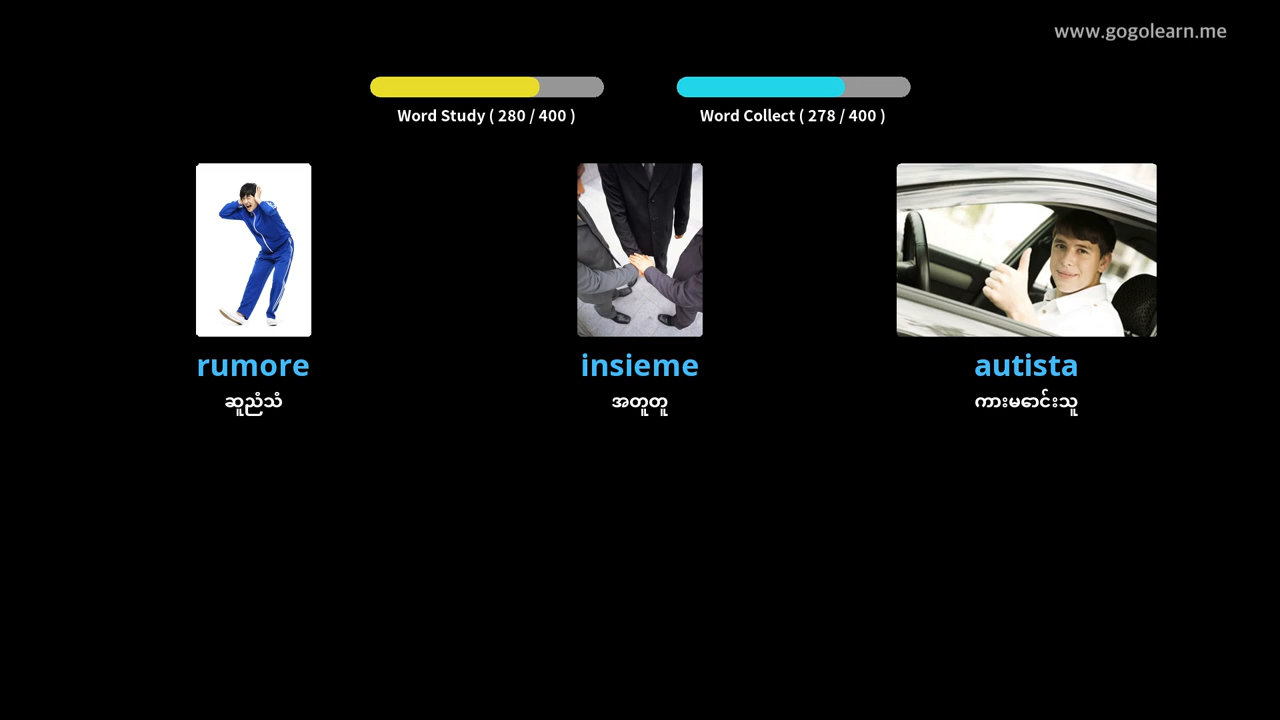 www.gogolearn.me
Word Study ( 280 / 400 )
Word Collect ( 278 / 400 )
rumore
insieme
autista
ဆူညံသံ
အတူတူ
ကားမောင်းသူ